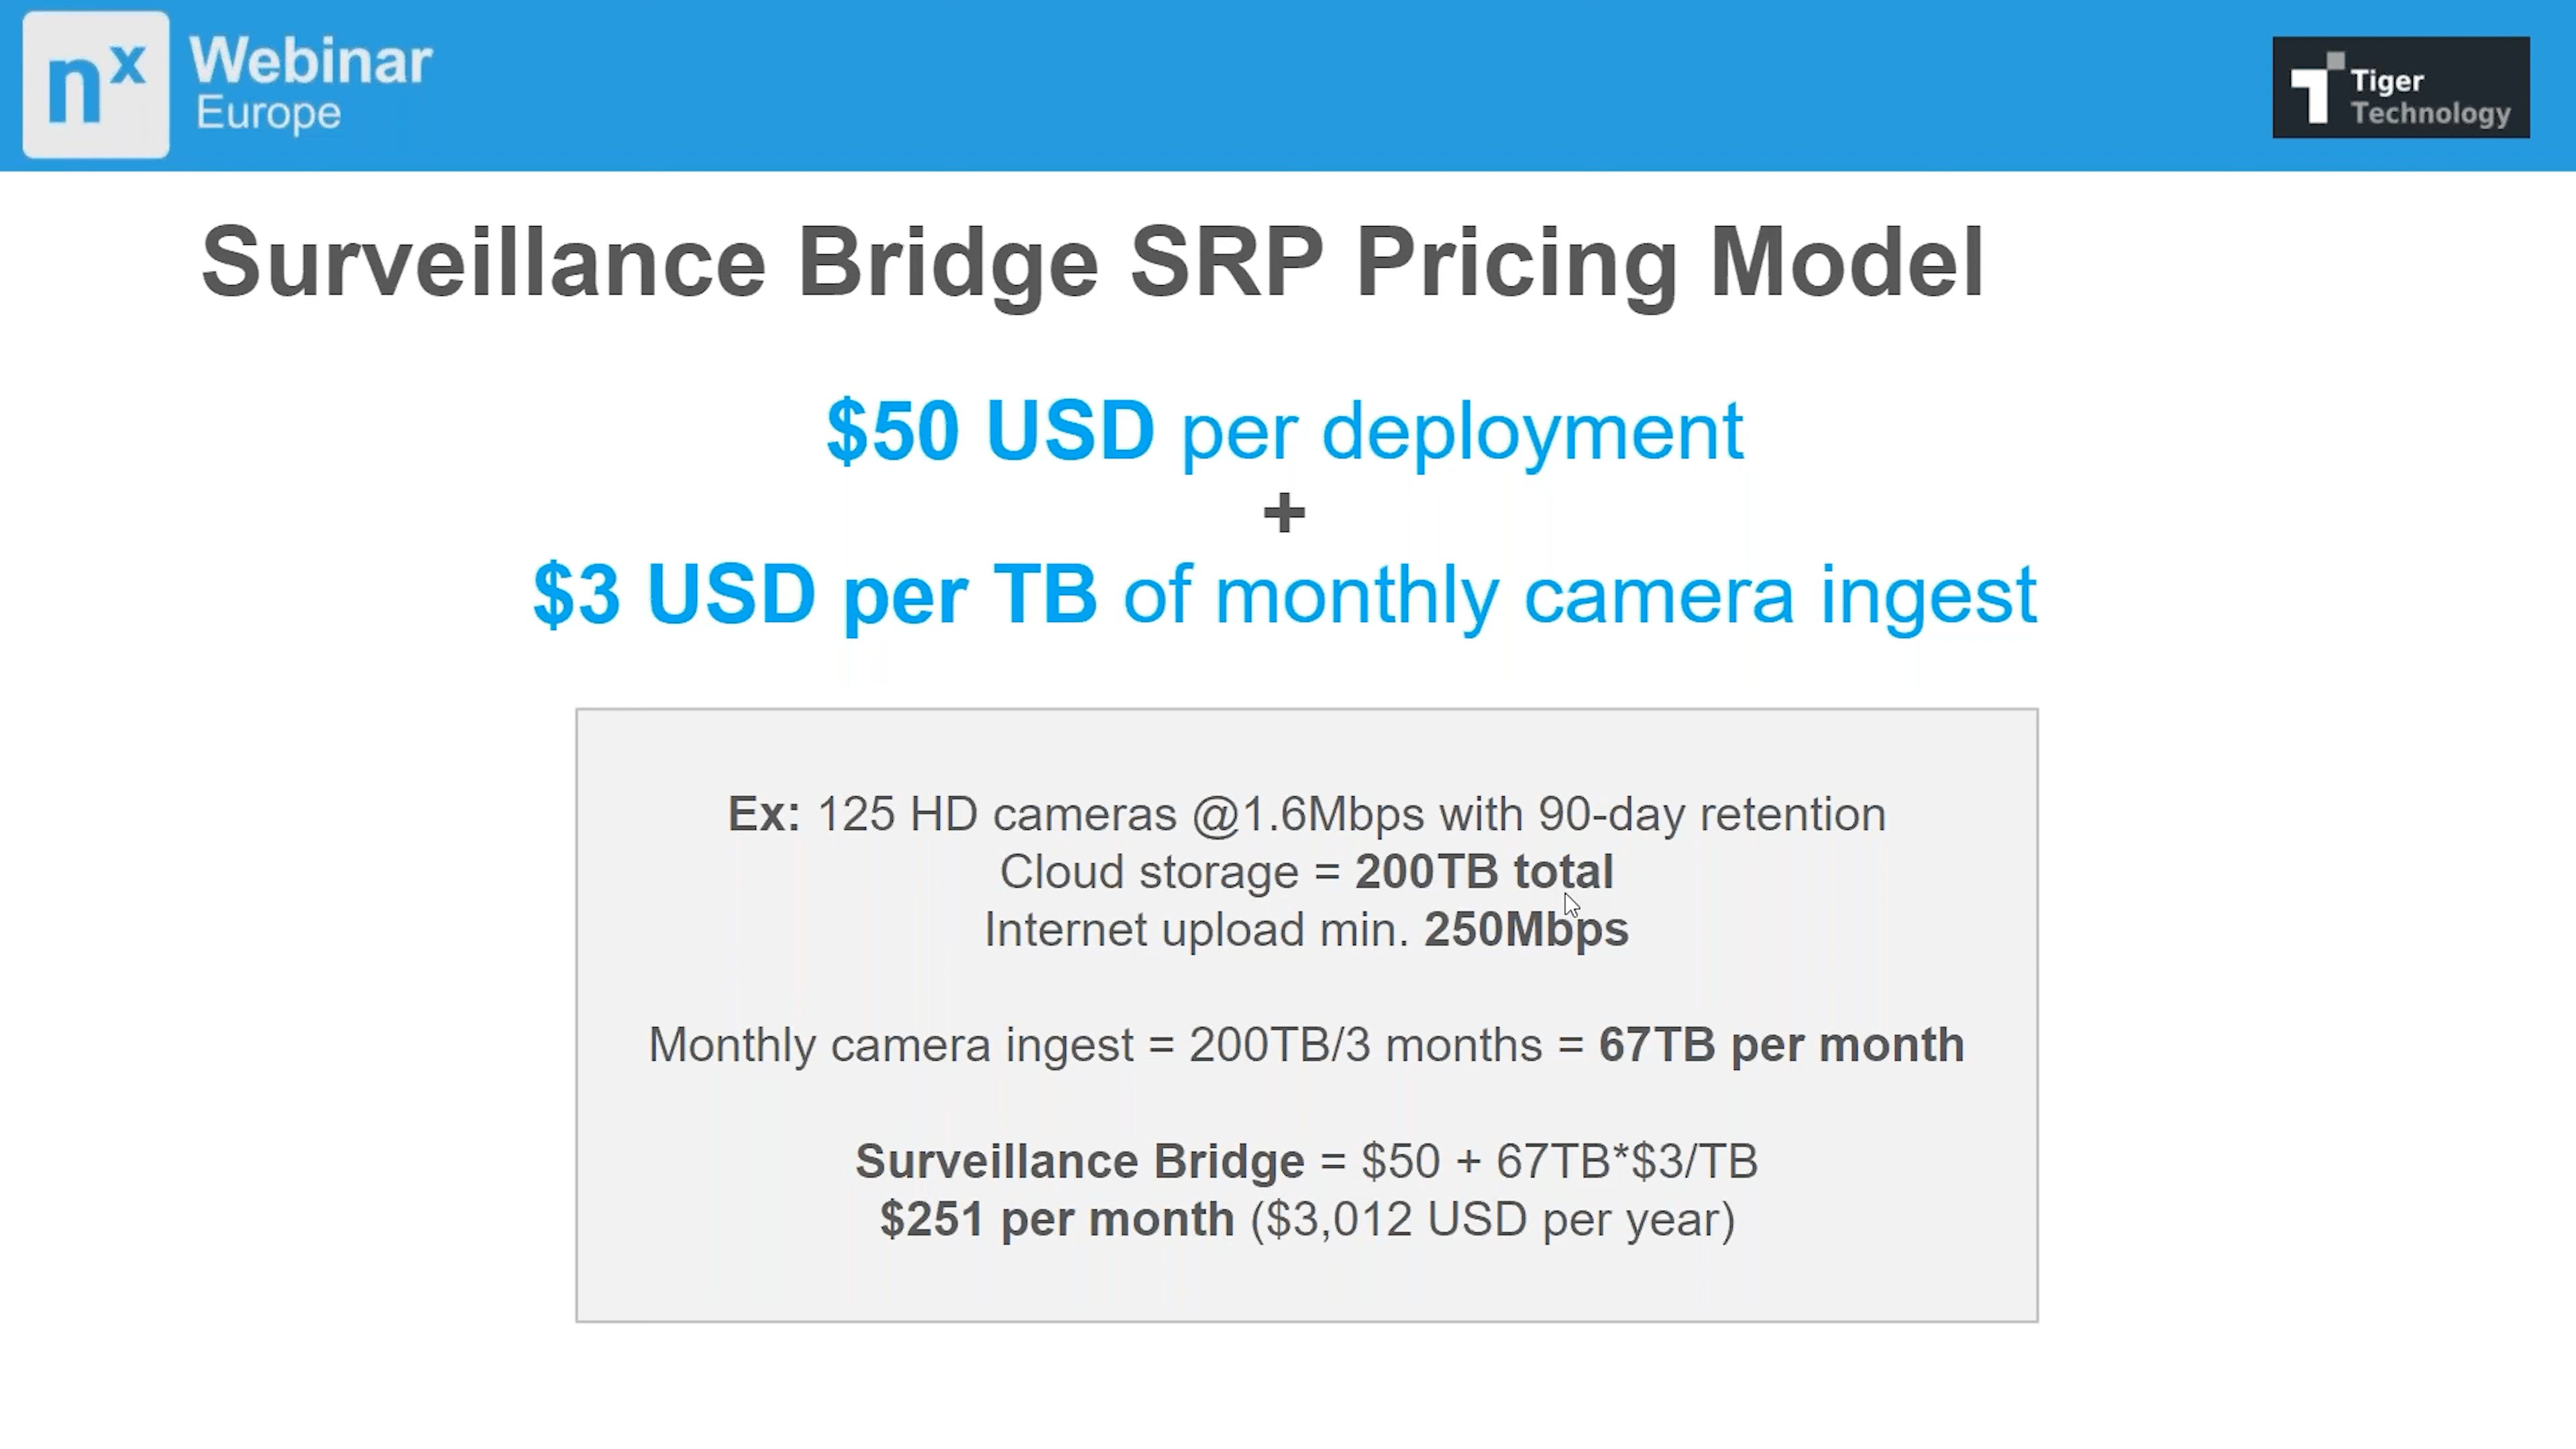 nx Webinar
Europe
Tiger
Technology
Surveillance Bridge SRP Pricing Model
$50 USD per deployment
+
$3 USD per TB of monthly camera ingest
Ex: 125 HD cameras @1.6Mbps with 90-day retention
Cloud storage = 200TB total
Internet upload min. 250Mbps
Monthly camera ingest = 200TB/3 months = 67TB per month
Surveillance Bridge = $50 + 67TB*$3/TB
$251 per month ($3,012 USD per year)